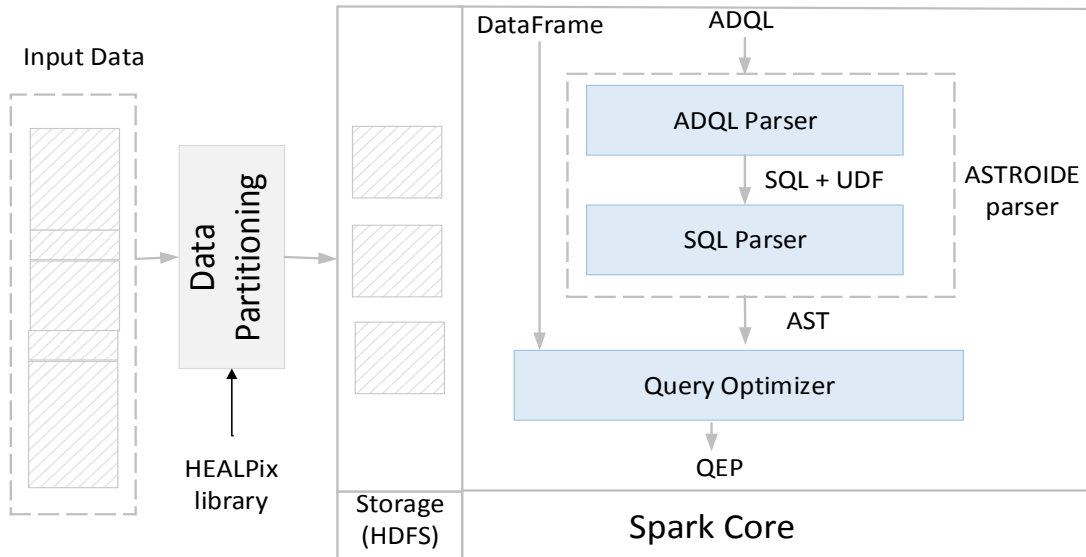 Input Data
Data
Partitioning
HEALPix
library
Storage
(HDFS)
DataFrame
ADQL
ADQL Parser
SQL + UDF
SQL Parser
ASTROIDE
parser
AST
Query Optimizer
QEP
Spark Core